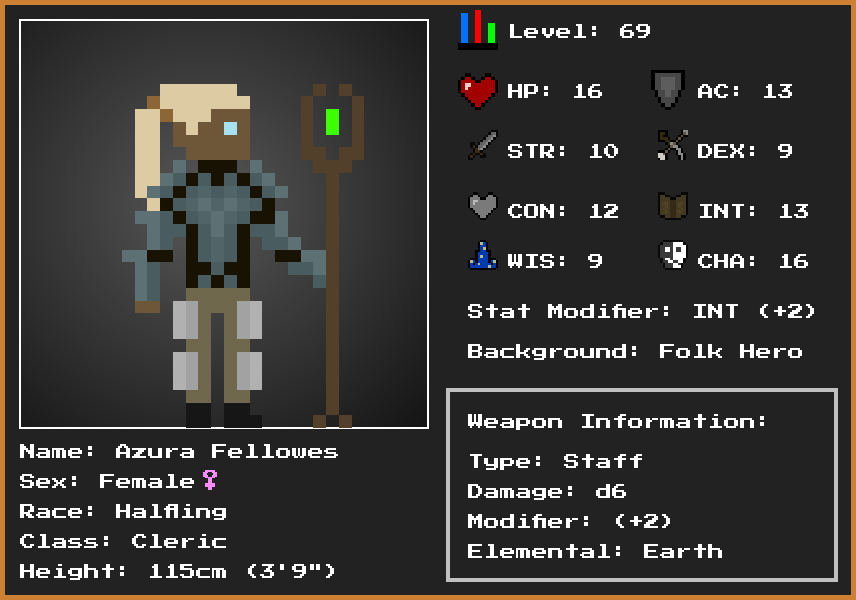 Level: 69
HP: 16
AC: 13
STR: 10
DEX: 9
CON: 12
INT: 13
WIS: 9
CHA: 16
Stat Modifier: INT (+2)
Background: Folk Hero
Weapon Information:
Type: Staff
Damage: d6
Modifier: (+2)
Elemental: Earth
Name: Azura Fellowes
Sex: Female♀
Race: Halfling
Class: Cleric
Height: 115cm (3'9")